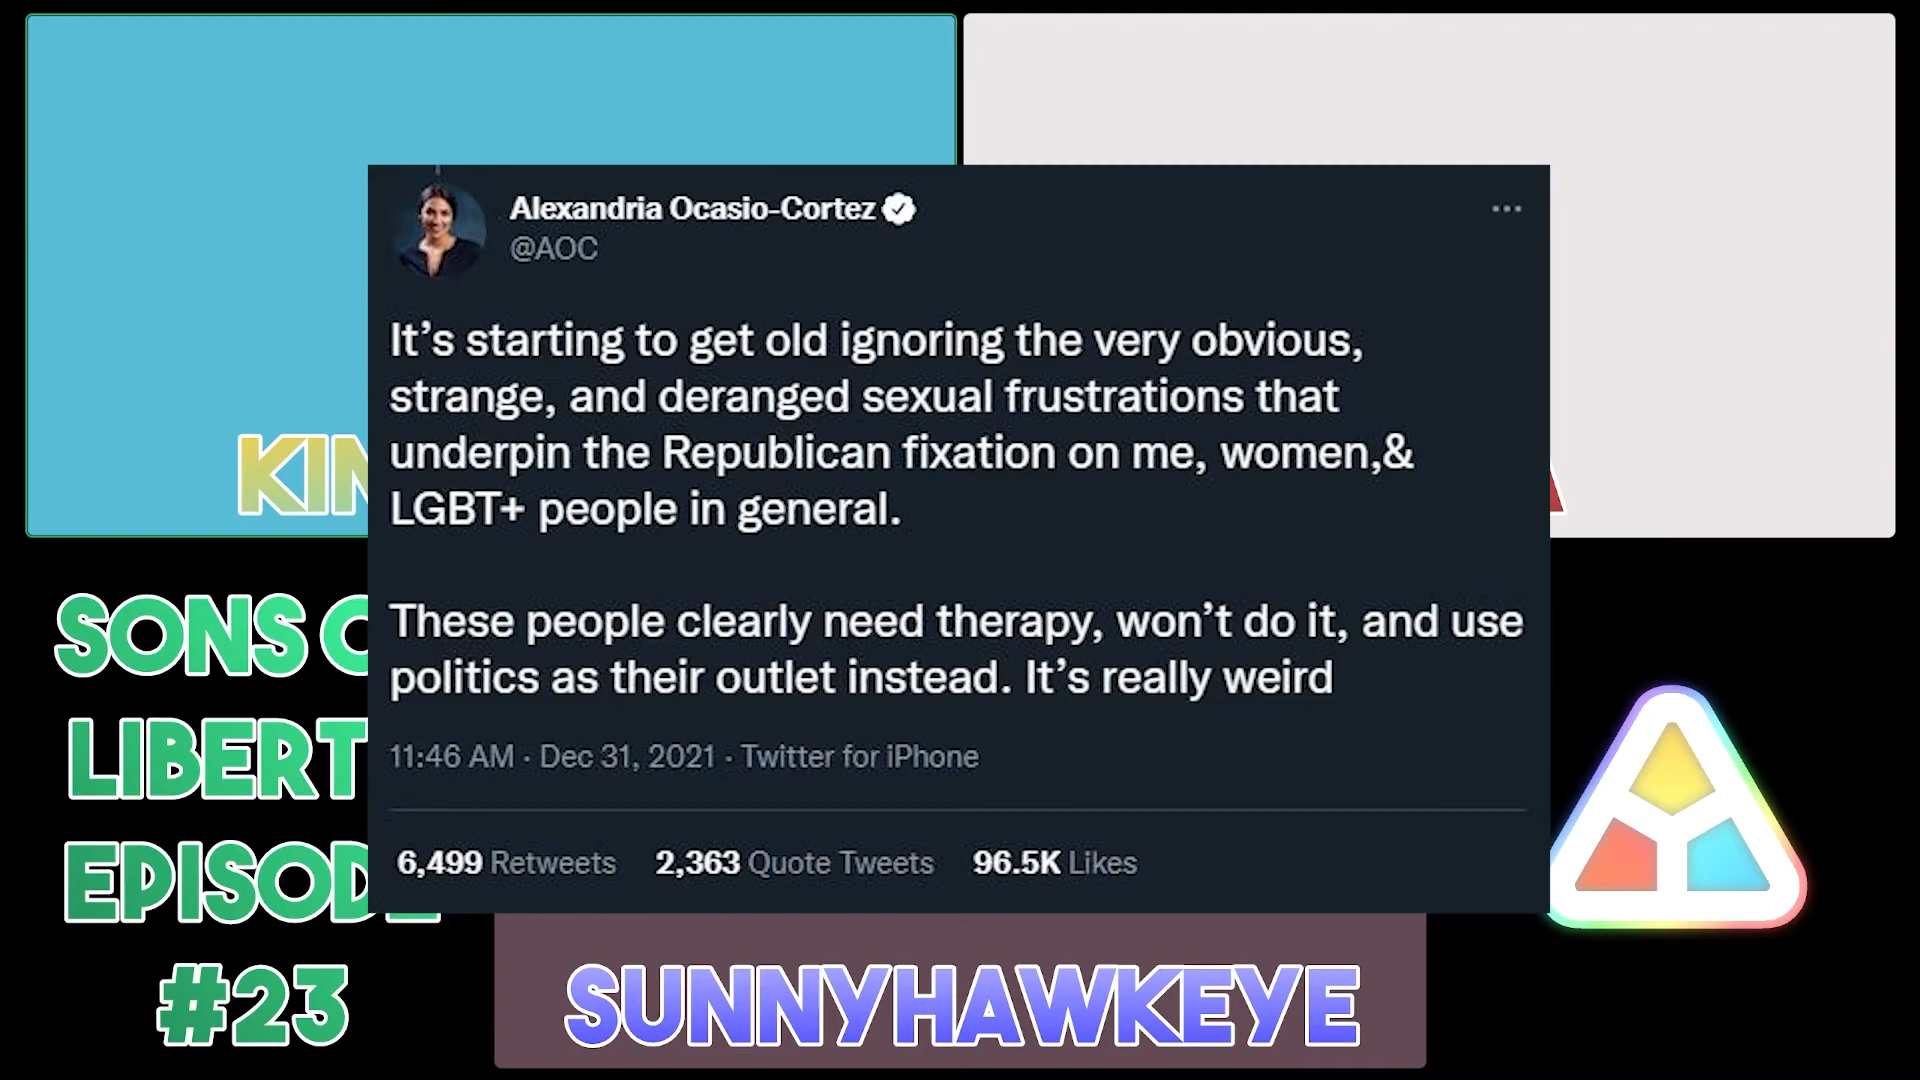 Alexandria Ocasio-Cortez
@AOC
It's starting to get old ignoring the very obvious,
strange, and deranged sexual frustrations that
underpin the Republican fixation on me, women,&
LGBT+ people in general.
These people clearly need therapy, won't do it, and use
politics as their outlet instead. It's really weird
11:46 AM · Dec 31, 2021 · Twitter for iPhone
6,499 Retweets 2,363 Quote Tweets 96.5K Likes
KIN
SONS O
LIBERT
EPISODE
#23
SUNNYHAWKEYE